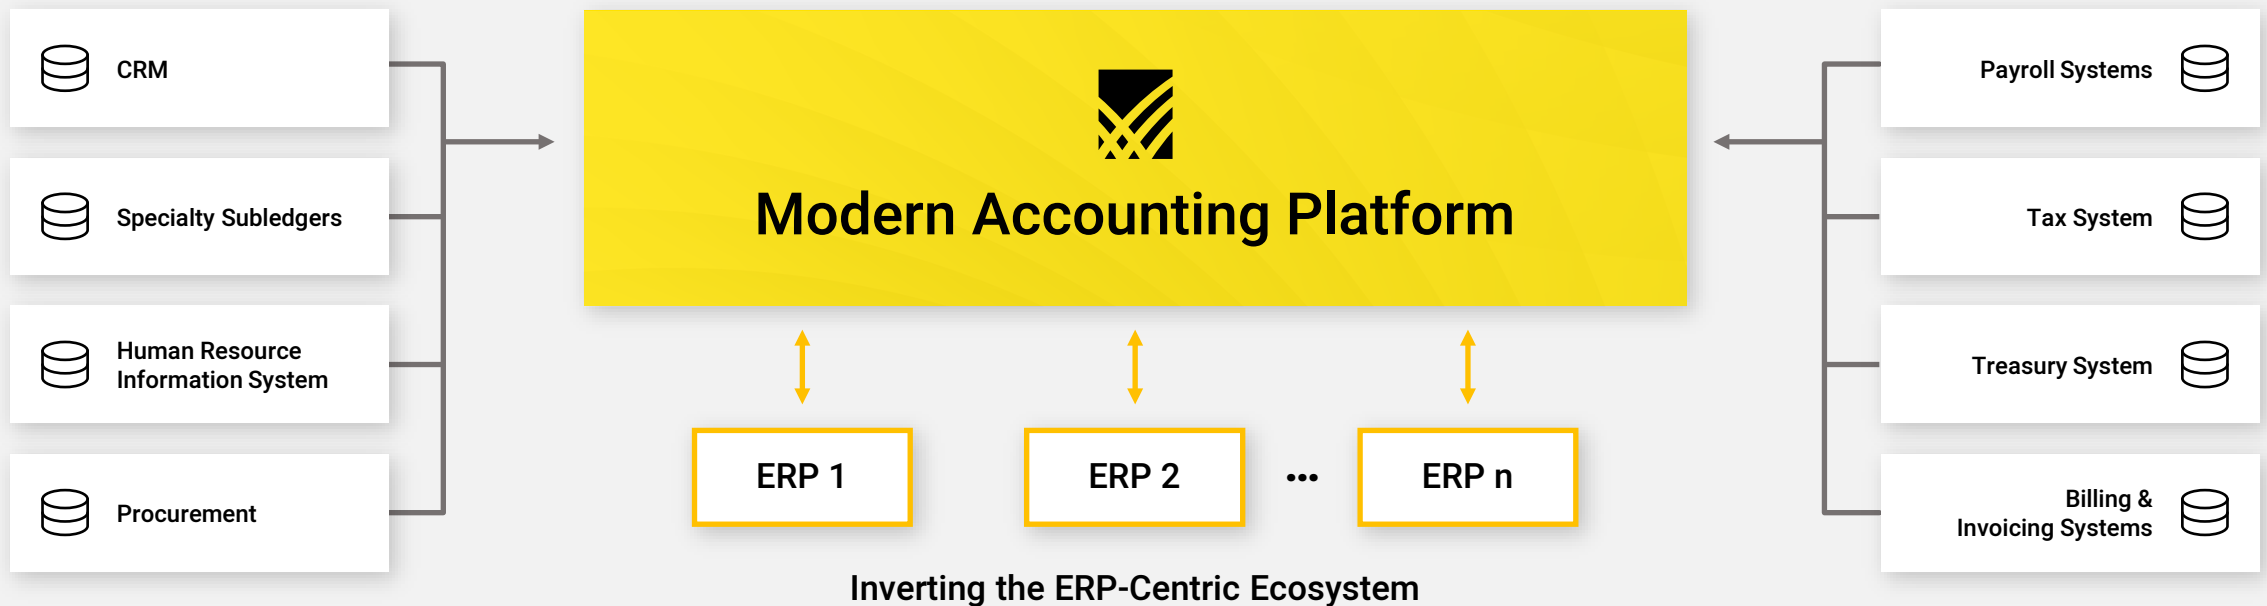 CRM
Specialty Subledgers
Human Resource
Information System
Procurement
Modern Accounting Platform
ERP 1
ERP 2
...
ERP n
Inverting the ERP-Centric Ecosystem
Payroll Systems
Tax System
Treasury System
Billing &
Invoicing Systems